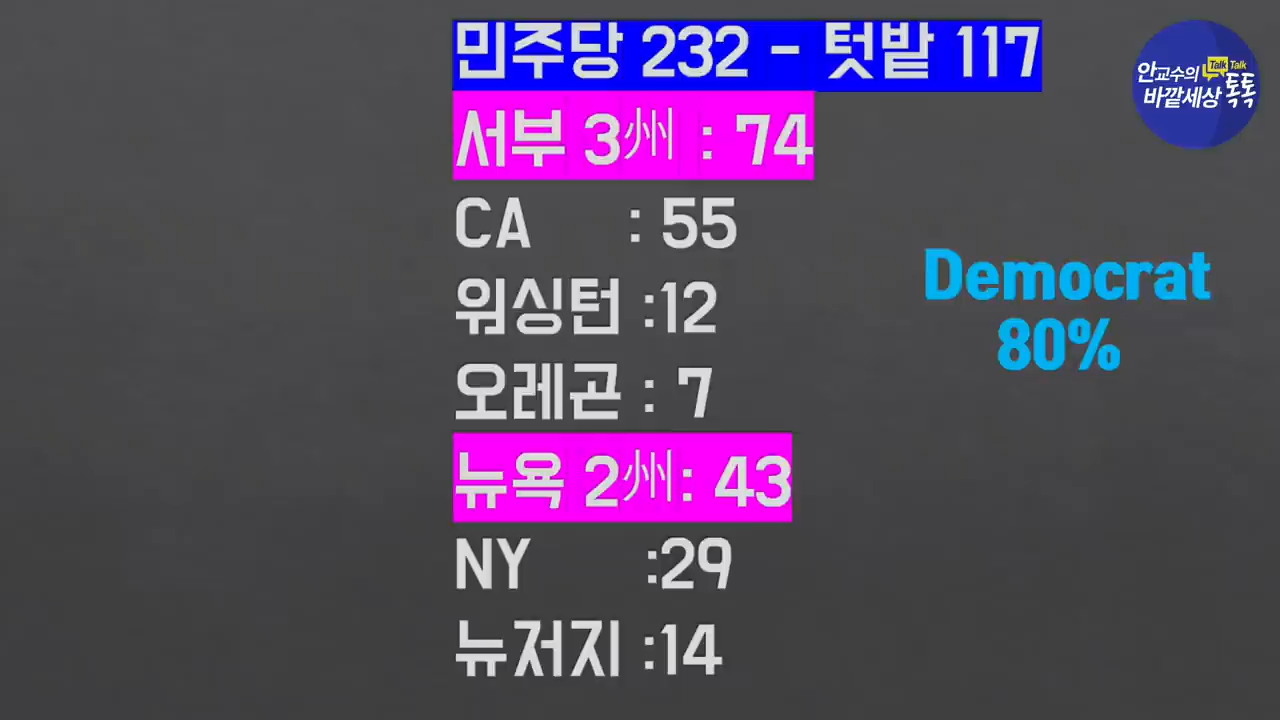 민주당 232 - 텃밭 117
서부 3州 : 74
CA : 55
워싱턴 :12
오레곤 : 7
뉴욕 2州: 43
NY :29
뉴저지 :14
Democrat
80%
안교수의 Talk Talk
바깥세상 톡톡